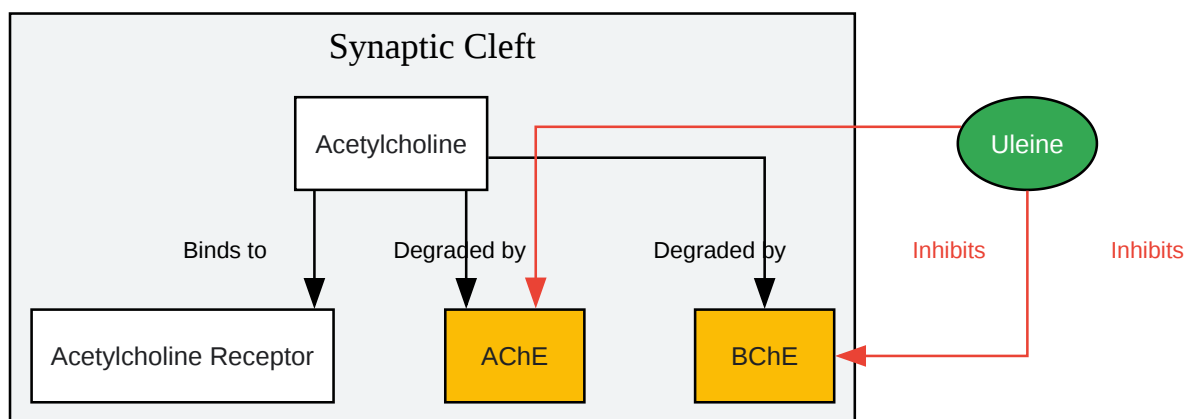 Synaptic Cleft
Acetylcholine
Uleine
Binds to
Degraded by
Degraded by
Inhibits
Inhibits
Acetylcholine Receptor
AChE
BChE